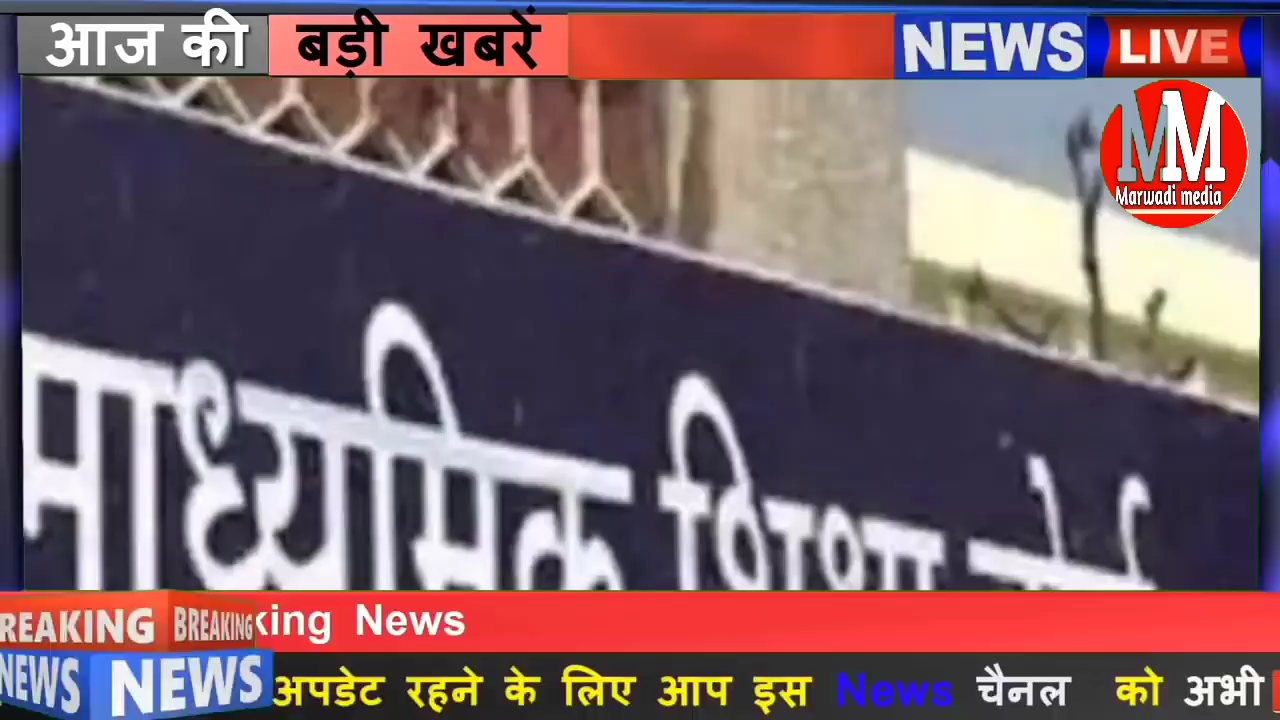 आज की बड़ी खबरें NEWS LIVE
MM
Marwadi media
माध्यमिक शिक्षा बोर्ड
REAKING BREAKING king News
NEWS NEWS अपडेट रहने के लिए आप इस News चैनल को अभी